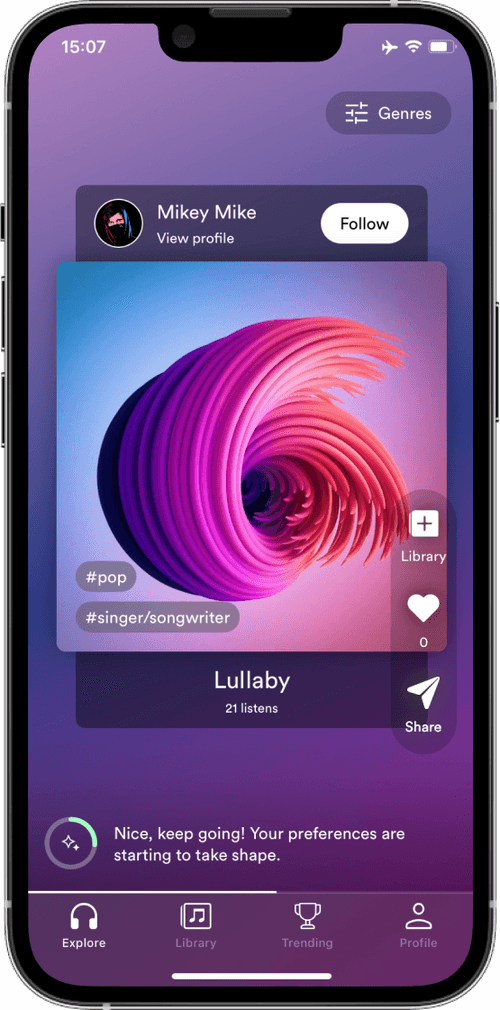 15:07
Genres
Mikey Mike
View profile
Follow
#pop
#singer/songwriter
Library
0
Share
Lullaby
21 listens
Nice, keep going! Your preferences are
starting to take shape.
Explore
Library
Trending
Profile